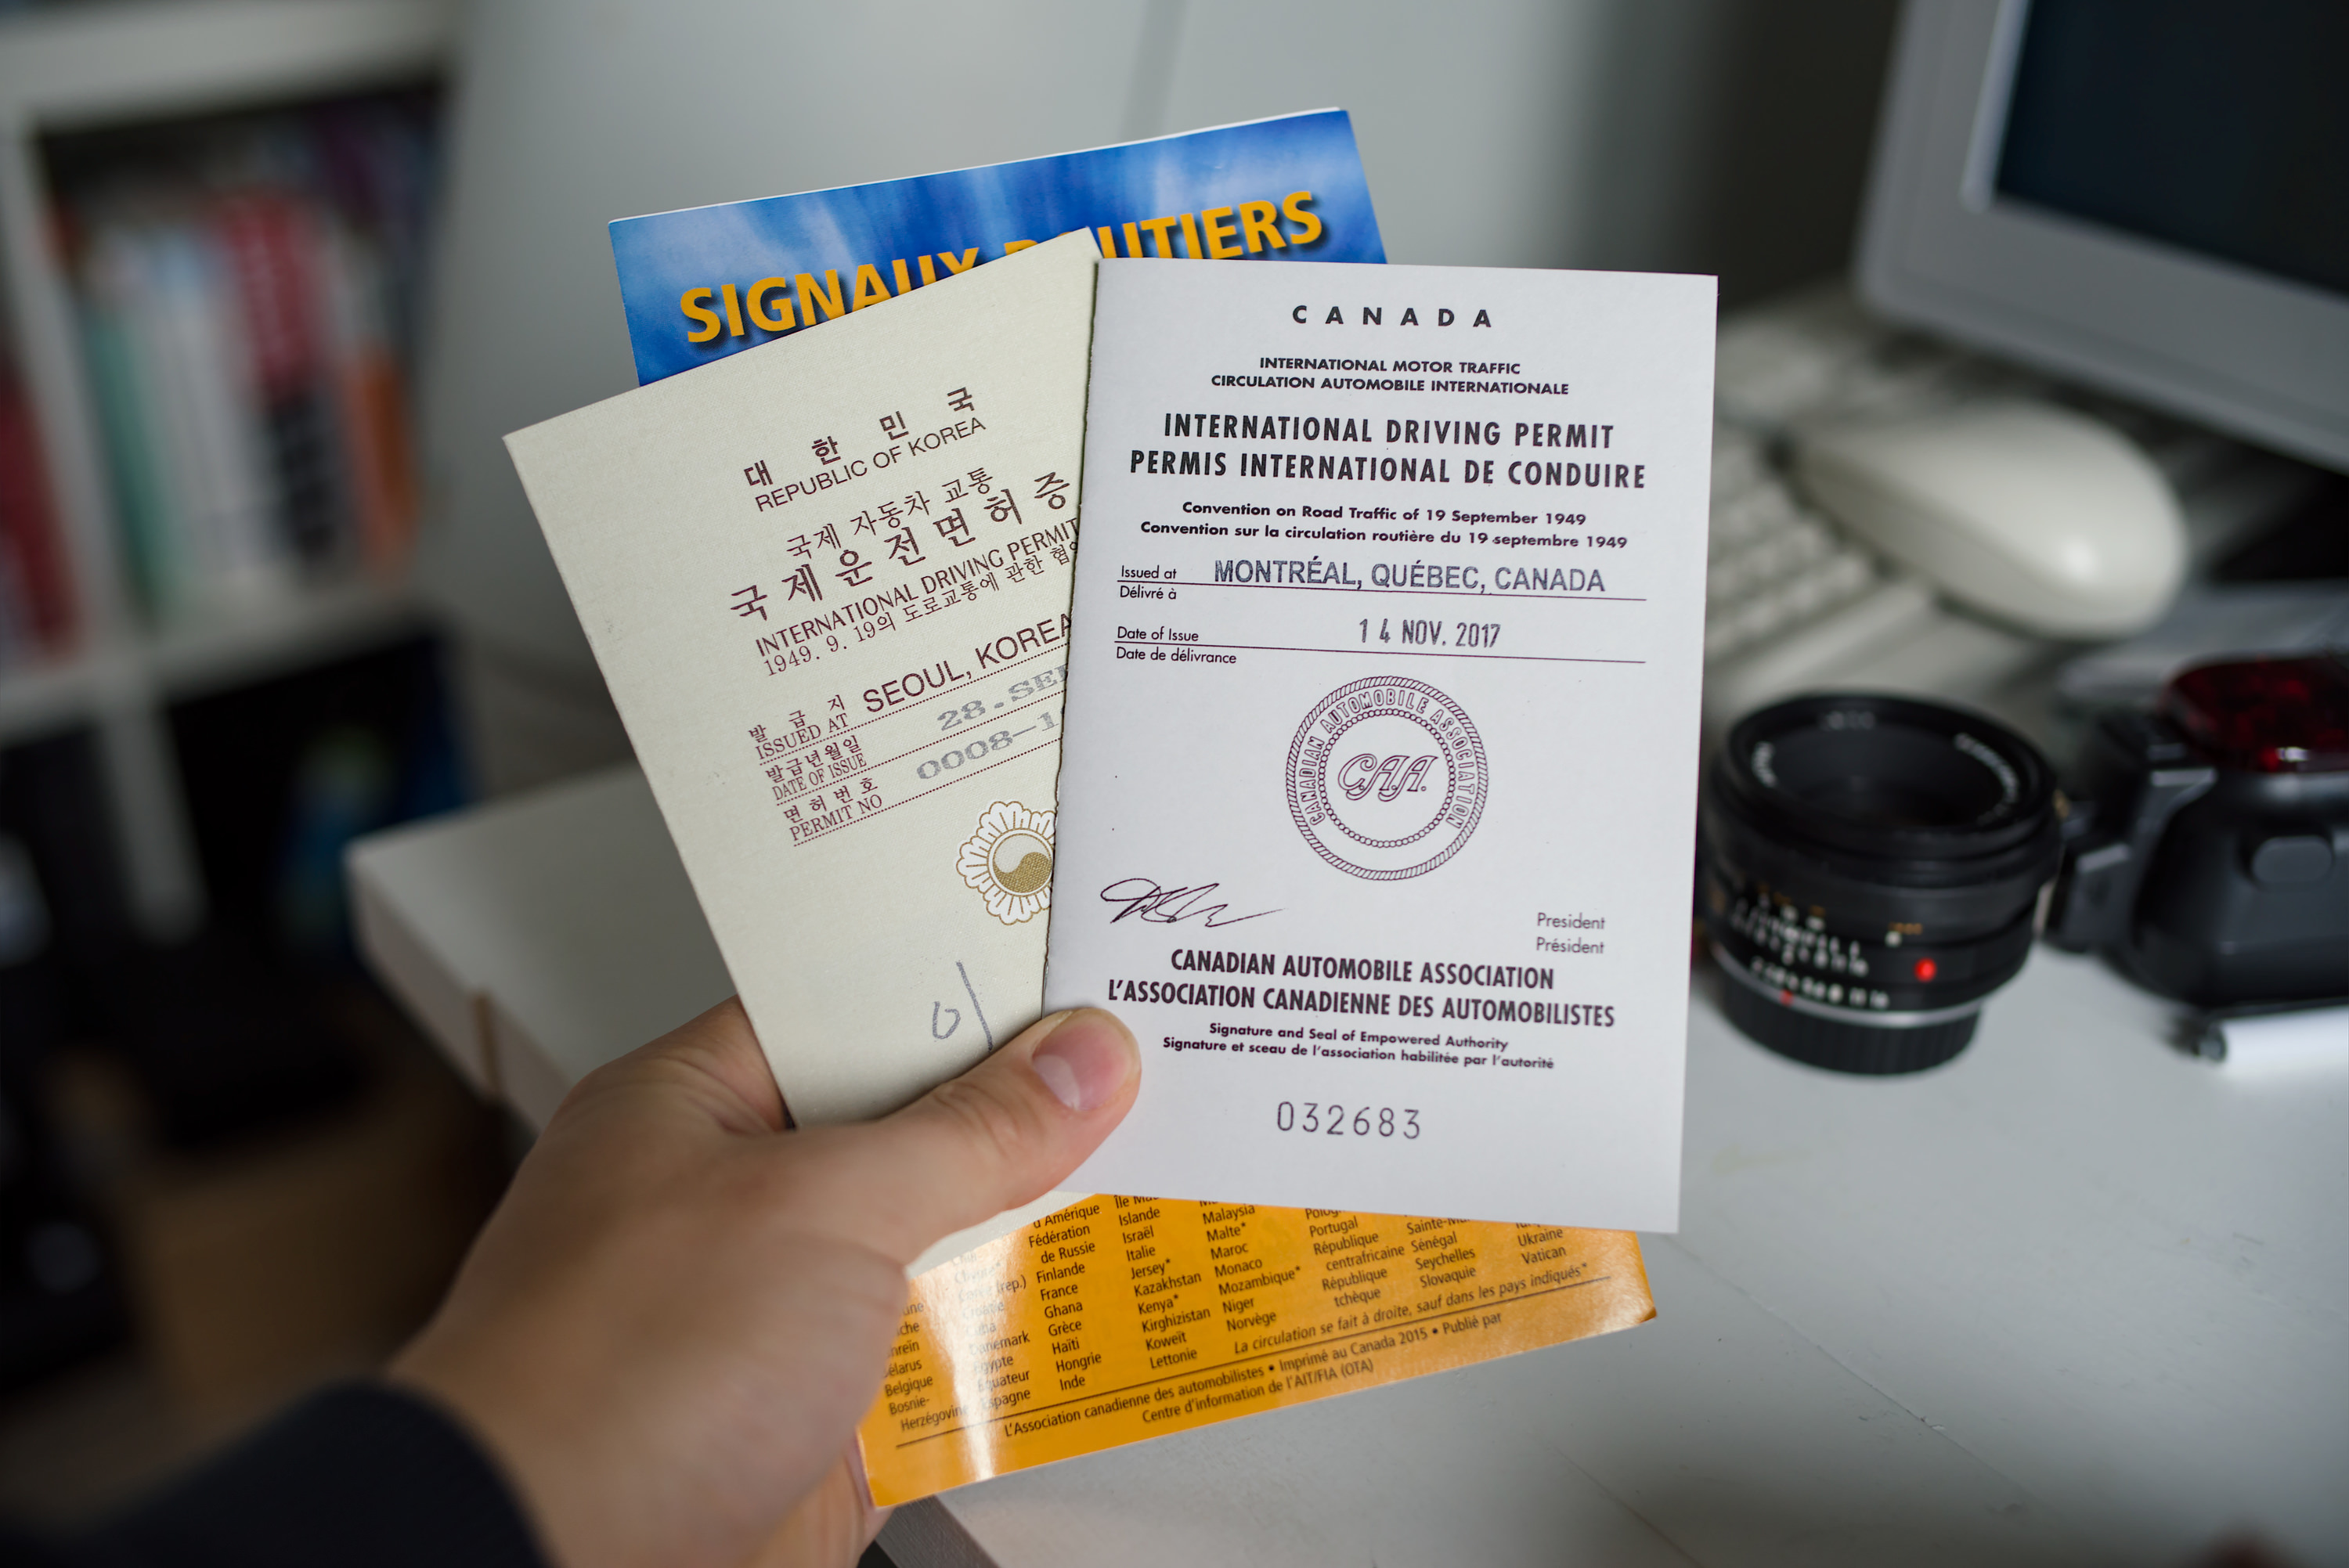 SIGNAUX ROUTIERS
대 한 민 국
REPUBLIC OF KOREA
국제 자동차 교통
국 제 운 전 면 허 증
INTERNATIONAL DRIVING PERMIT
1949. 9. 19의 도로교통에 관한
발 급 지
ISSUED AT SEOUL, KOREA
발급년월일
DATE OF ISSUE 28.SE
면 허 번 호
PERMIT NO 0008-1
이
CANADA
INTERNATIONAL MOTOR TRAFFIC
CIRCULATION AUTOMOBILE INTERNATIONALE
INTERNATIONAL DRIVING PERMIT
PERMIS INTERNATIONAL DE CONDUIRE
Convention on Road Traffic of 19 September 1949
Convention sur la circulation routière du 19 septembre 1949
Issued at MONTRÉAL, QUÉBEC, CANADA
Délivré à
Date of Issue 14 NOV. 2017
Date de délivrance
CANADIAN AUTOMOBILE ASSOCIATION
CAA.
President
Président
CANADIAN AUTOMOBILE ASSOCIATION
L'ASSOCIATION CANADIENNE DES AUTOMOBILISTES
Signature and Seal of Empowered Authority
Signature et sceau de l'association habilitée par l'autorité
032683
Belgique
Bosnie-
Herzégovine
Équateur
Espagne
d'Amérique
Fédération
de Russie
Finlande
France
Ghana
Grèce
Haïti
Hongrie
Inde
Islande
Israël
Italie
Jersey*
Kazakhstan
Kenya*
Kirghizistan
Koweït
Lettonie
Malaysia
Malte*
Maroc
Monaco
Mozambique*
Niger
Norvège
Portugal
République
centrafricaine
République
tchèque
Sénégal
Seychelles
Slovaquie
Ukraine
Vatican
La circulation se fait à droite, sauf dans les pays indiqués*
L'Association canadienne des automobilistes • Imprimé au Canada 2015 • Publié par
Centre d'information de l'AIT/FIA (OTA)